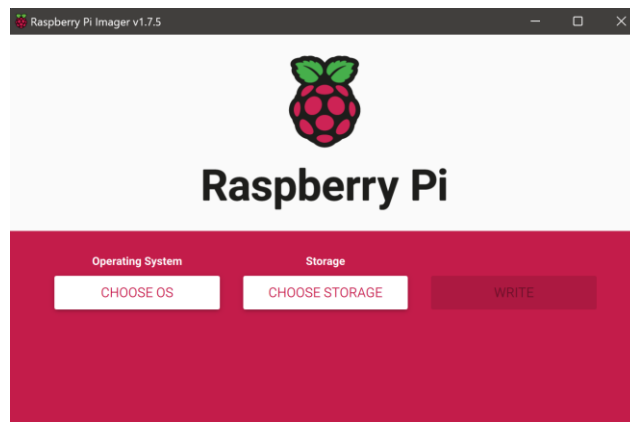 Raspberry Pi Imager v1.7.5
Raspberry Pi
Operating System Storage
CHOOSE OS CHOOSE STORAGE WRITE